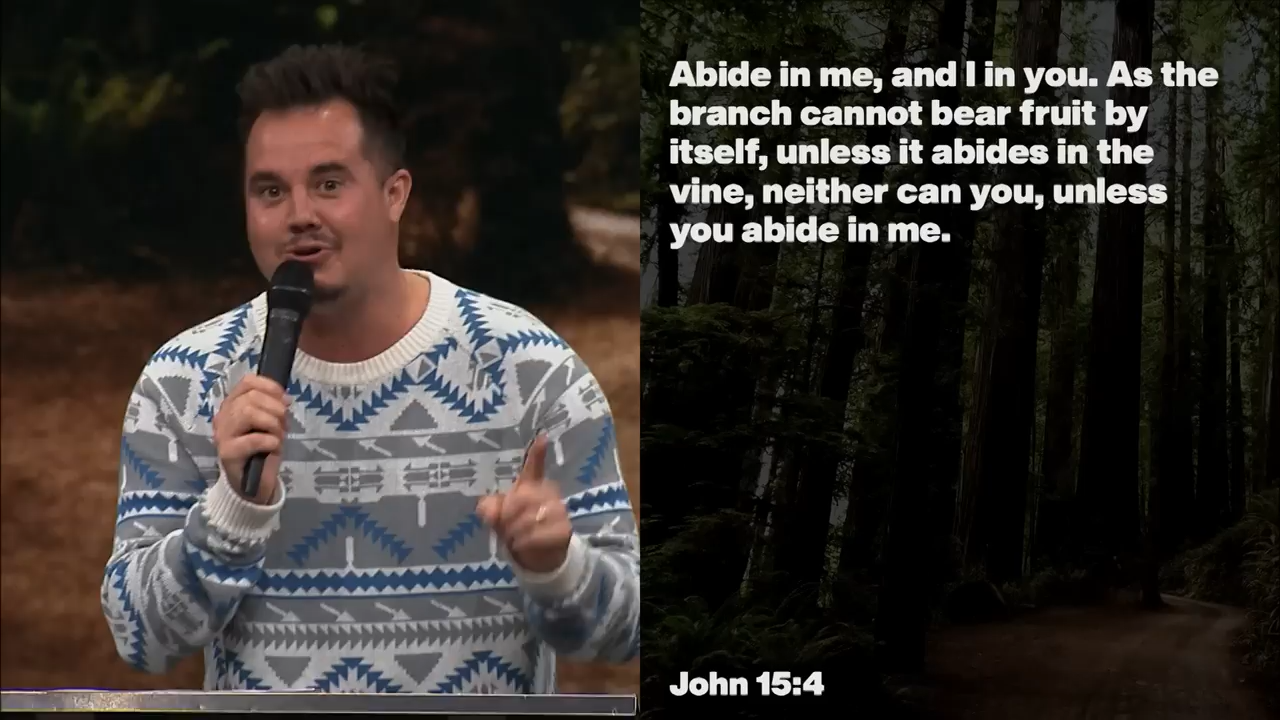 Abide in me, and I in you. As the
branch cannot bear fruit by
itself, unless it abides in the
vine, neither can you, unless
you abide in me.
John 15:4